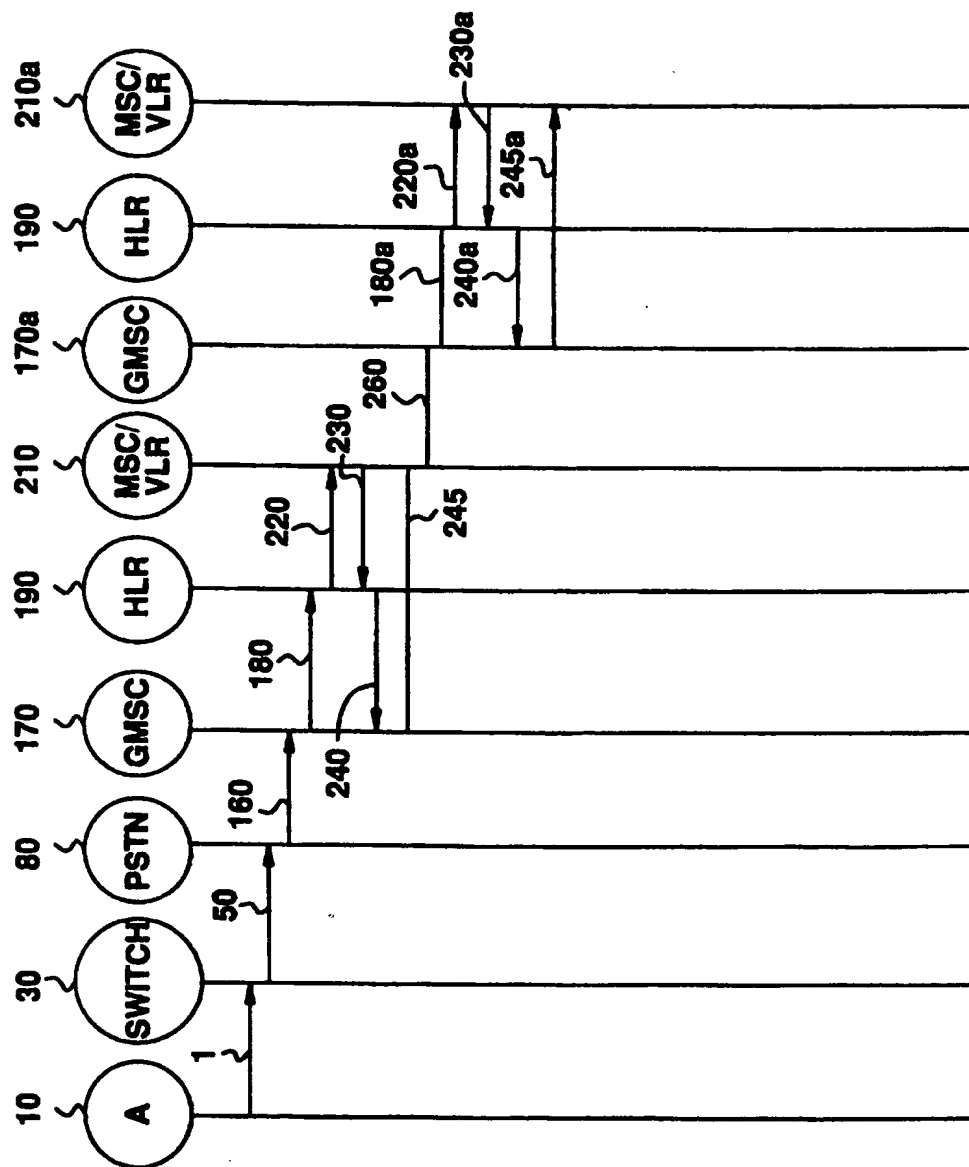 10
30
80
170
190
210
170a
190
210a
A
SWITCH
PSTN
GMSC
HLR
MSC/
VLR
GMSC
HLR
MSC/
VLR
1
50
160
180
240
220
230
245
260
180a
220a
230a
240a
245a